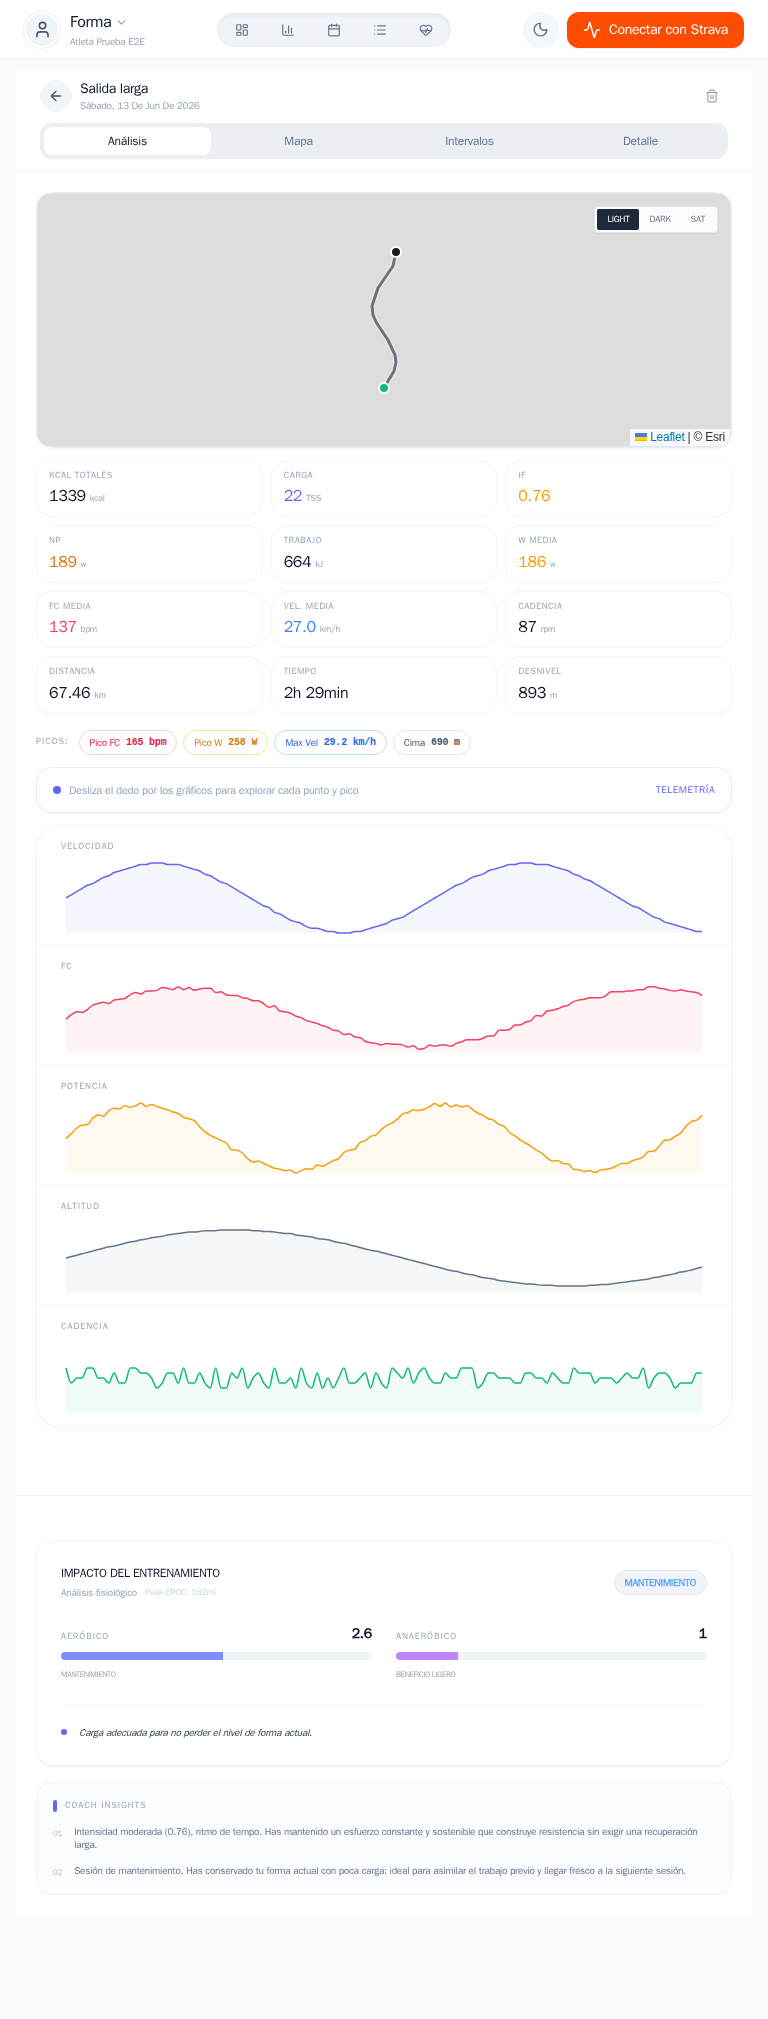 Forma
Atleta Prueba E2E
Conectar con Strava
Salida larga
Sábado, 13 De Jun De 2026
Análisis
Mapa
Intervalos
Detalle
LIGHT
DARK
SAT
Leaflet | © Esri
KCAL TOTALES
1339 kcal
CARGA
22 TSS
IF
0.76
NP
189 w
TRABAJO
664 kJ
W MEDIA
186 w
FC MEDIA
137 bpm
VEL. MEDIA
27.0 km/h
CADENCIA
87 rpm
DISTANCIA
67.46 km
TIEMPO
2h 29min
DESNIVEL
893 m
PICOS:
Pico FC 165 bpm
Pico W 258 W
Max Vel 29.2 km/h
Cima 690 m
Desliza el dedo por los gráficos para explorar cada punto y pico
TELEMETRÍA
VELOCIDAD
FC
POTENCIA
ALTITUD
CADENCIA
IMPACTO DEL ENTRENAMIENTO
Análisis fisiológico Peak EPOC: 162ml
MANTENIMIENTO
AERÓBICO 2.6
MANTENIMIENTO
ANAERÓBICO 1
BENEFICIO LIGERO
Carga adecuada para no perder el nivel de forma actual.
COACH INSIGHTS
01 Intensidad moderada (0.76), ritmo de tempo. Has mantenido un esfuerzo constante y sostenible que construye resistencia sin exigir una recuperación
larga.
02 Sesión de mantenimiento. Has conservado tu forma actual con poca carga: ideal para asimilar el trabajo previo y llegar fresco a la siguiente sesión.